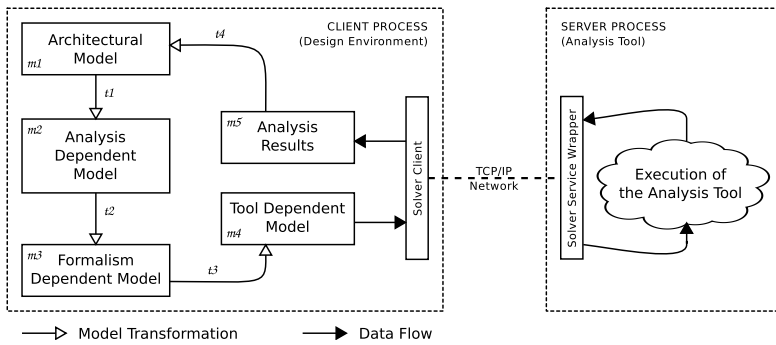 CLIENT PROCESS
(Design Environment)
SERVER PROCESS
(Analysis Tool)
Architectural
Model
m1
t4
t1
m2
Analysis
Dependent
Model
m5
Analysis
Results
t2
Tool Dependent
Model
m4
m3
Formalism
Dependent Model
t3
Solver Client
TCP/IP
Network
Solver Service Wrapper
Execution of
the Analysis Tool
Model Transformation
Data Flow